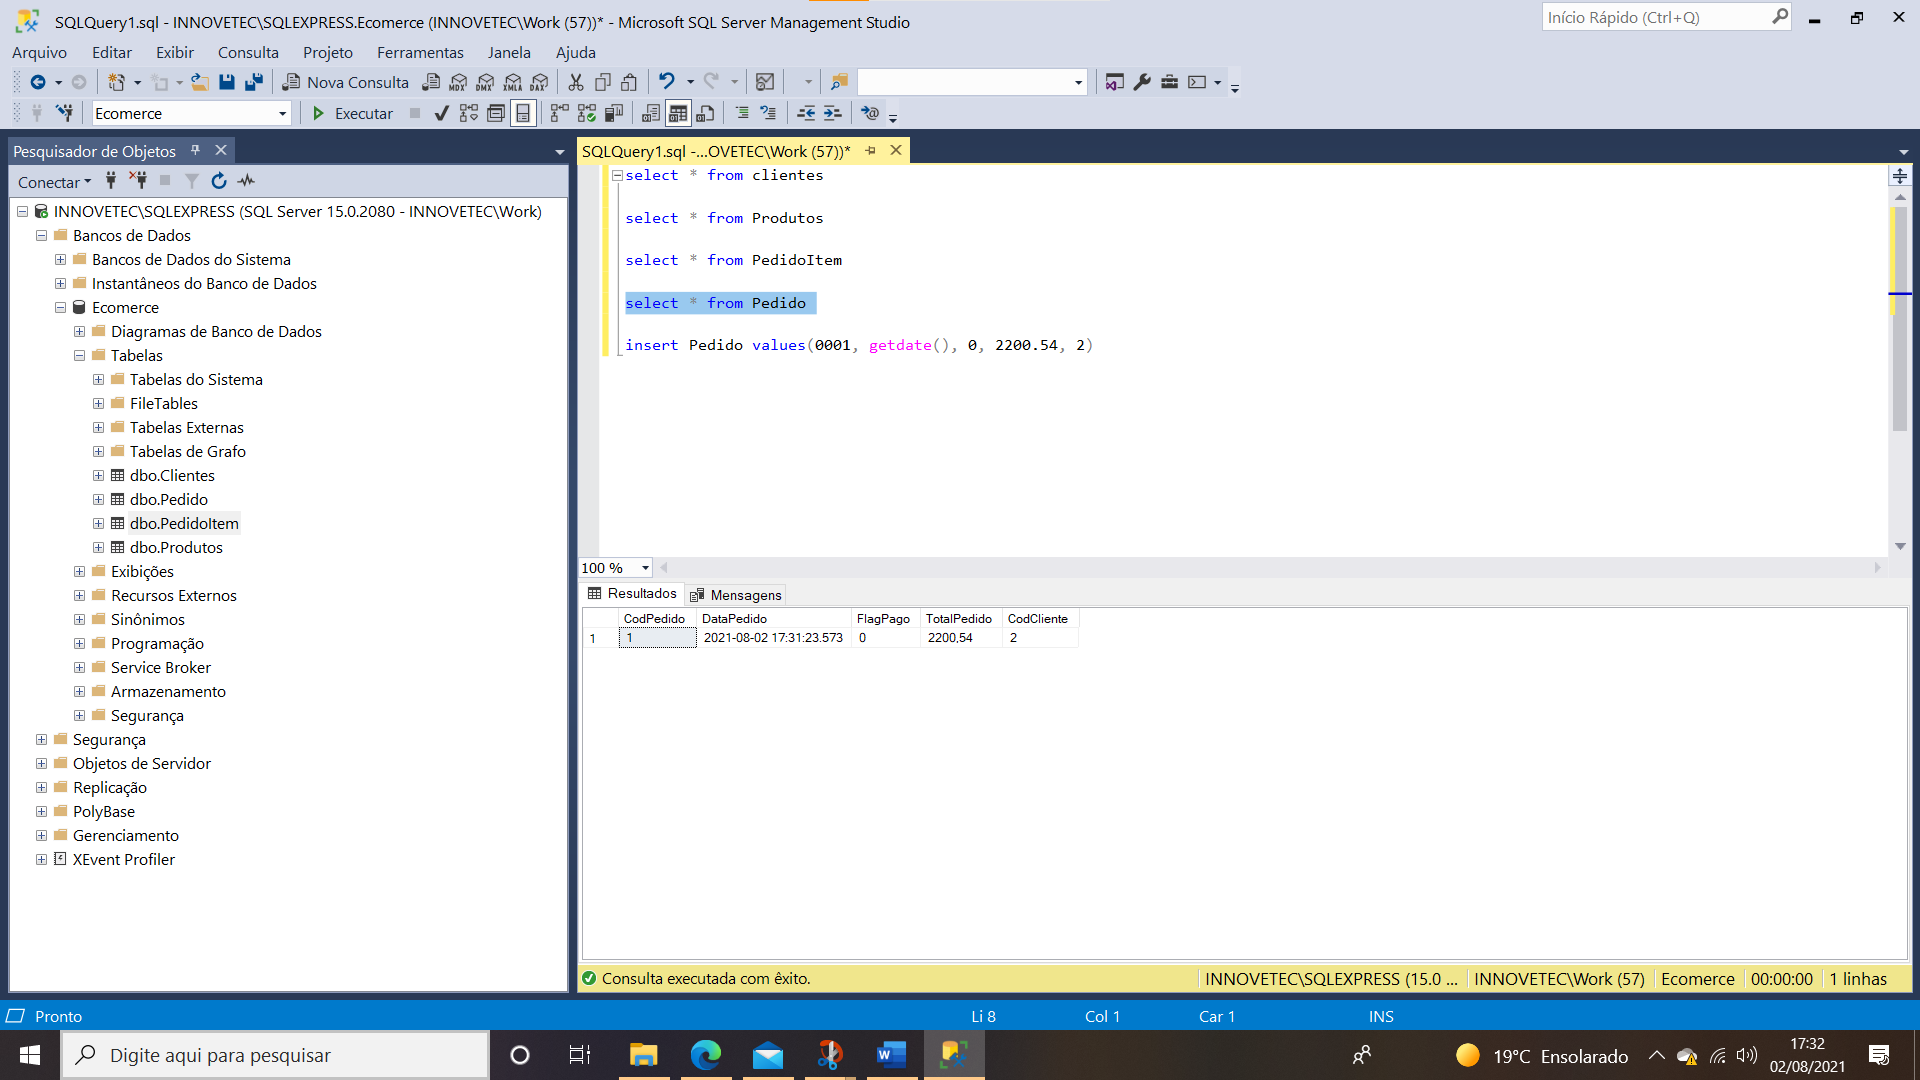 SQLQuery1.sql - INNOVETEC\SQLEXPRESS.Ecomerce (INNOVETEC\Work (57))* - Microsoft SQL Server Management Studio
Início Rápido (Ctrl+Q)
Arquivo Editar Exibir Consulta Projeto Ferramentas Janela Ajuda
Nova Consulta MDX DMX XMLA DAX
Ecomerce Executar
Pesquisador de Objetos
Conectar
INNOVETEC\SQLEXPRESS (SQL Server 15.0.2080 - INNOVETEC\Work)
Bancos de Dados
Bancos de Dados do Sistema
Instantâneos do Banco de Dados
Ecomerce
Diagramas de Banco de Dados
Tabelas
Tabelas do Sistema
FileTables
Tabelas Externas
Tabelas de Grafo
dbo.Clientes
dbo.Pedido
dbo.PedidoItem
dbo.Produtos
Exibições
Recursos Externos
Sinônimos
Programação
Service Broker
Armazenamento
Segurança
Segurança
Objetos de Servidor
Replicação
PolyBase
Gerenciamento
XEvent Profiler
SQLQuery1.sql -...OVETEC\Work (57))*
select * from clientes
select * from Produtos
select * from PedidoItem
select * from Pedido
insert Pedido values(0001, getdate(), 0, 2200.54, 2)
100 %
Resultados Mensagens
CodPedido DataPedido FlagPago TotalPedido CodCliente
1 1 2021-08-02 17:31:23.573 0 2200,54 2
Consulta executada com êxito. INNOVETEC\SQLEXPRESS (15.0 ... INNOVETEC\Work (57) Ecomerce 00:00:00 1 linhas
Pronto Li 8 Col 1 Car 1 INS
Digite aqui para pesquisar
19°C Ensolarado
17:32
02/08/2021